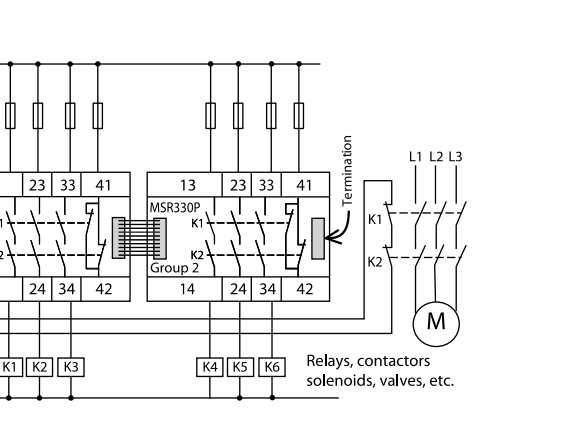 Termination
L1 L2 L3
23 33 41
13 23 33 41
MSR330P
K1
K1
K2
K2
Group 2
24 34 42
14 24 34 42
M
K1 K2 K3
K4 K5 K6
Relays, contactors
solenoids, valves, etc.